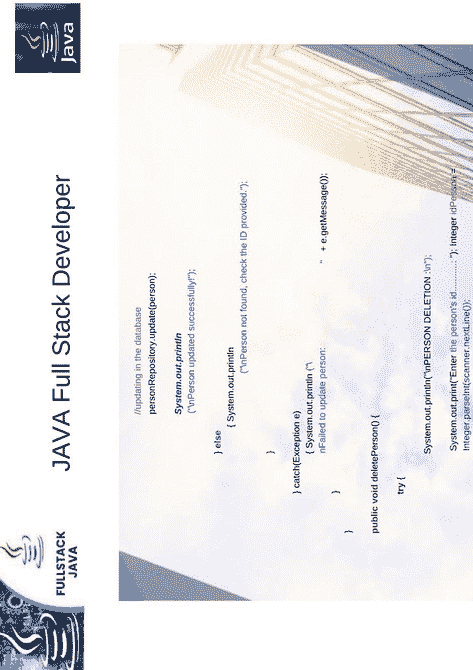 FULLSTACK
JAVA
JAVA Full Stack Developer
Java
//updating in the database
personRepository.update(person);
System.out.println
("\nPerson updated successfully!");
} else
{ System.out.println
("\nPerson not found, check the ID provided.");
}
} catch(Exception e)
{ System.out.println ("\
nFailed to update person: " + e.getMessage());
}
}
public void deletePerson() {
try {
System.out.println("\nPERSON DELETION :\n");
System.out.print("Enter the person's id..........: "); Integer idPerson =
Integer.parseInt(scanner.nextLine());